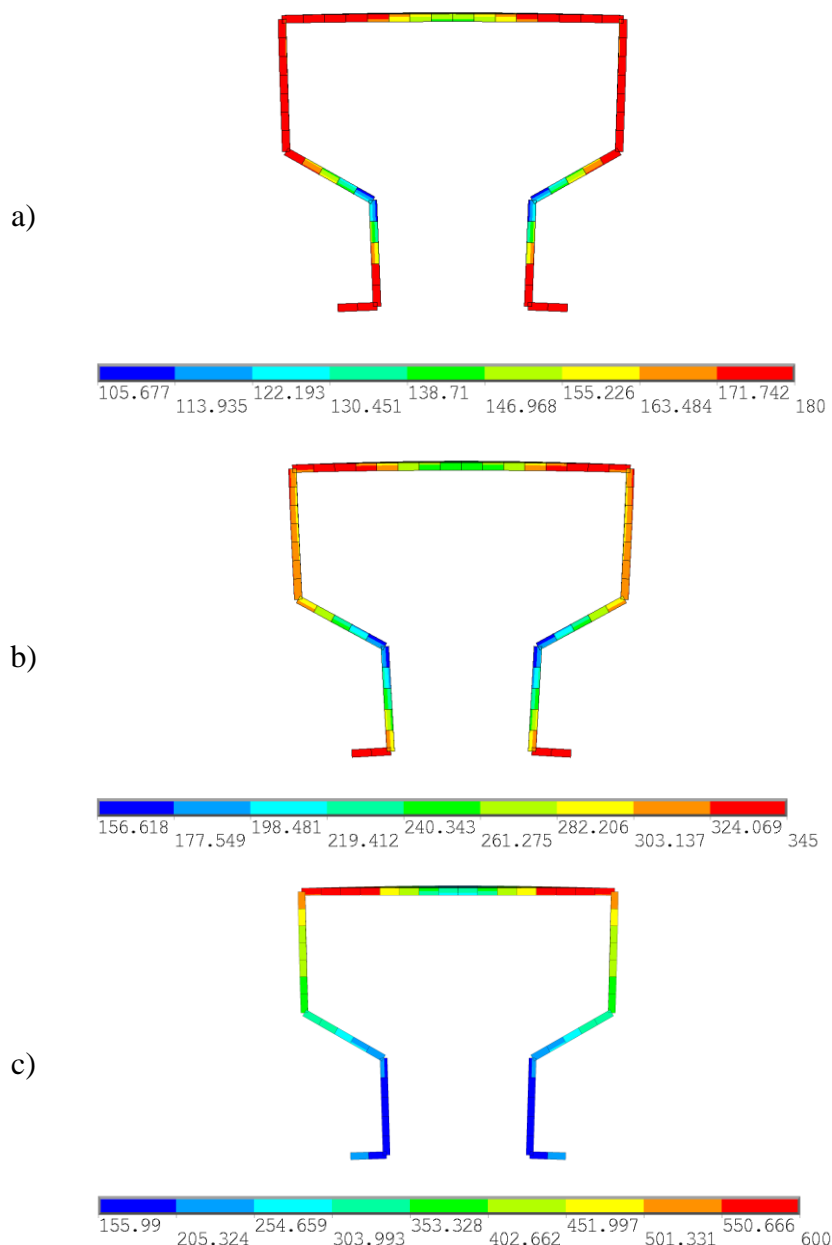 a)
105.677 122.193 138.71 155.226 171.742
113.935 130.451 146.968 163.484 180
b)
156.618 198.481 240.343 282.206 324.069
177.549 219.412 261.275 303.137 345
c)
155.99 254.659 353.328 451.997 550.666
205.324 303.993 402.662 501.331 600